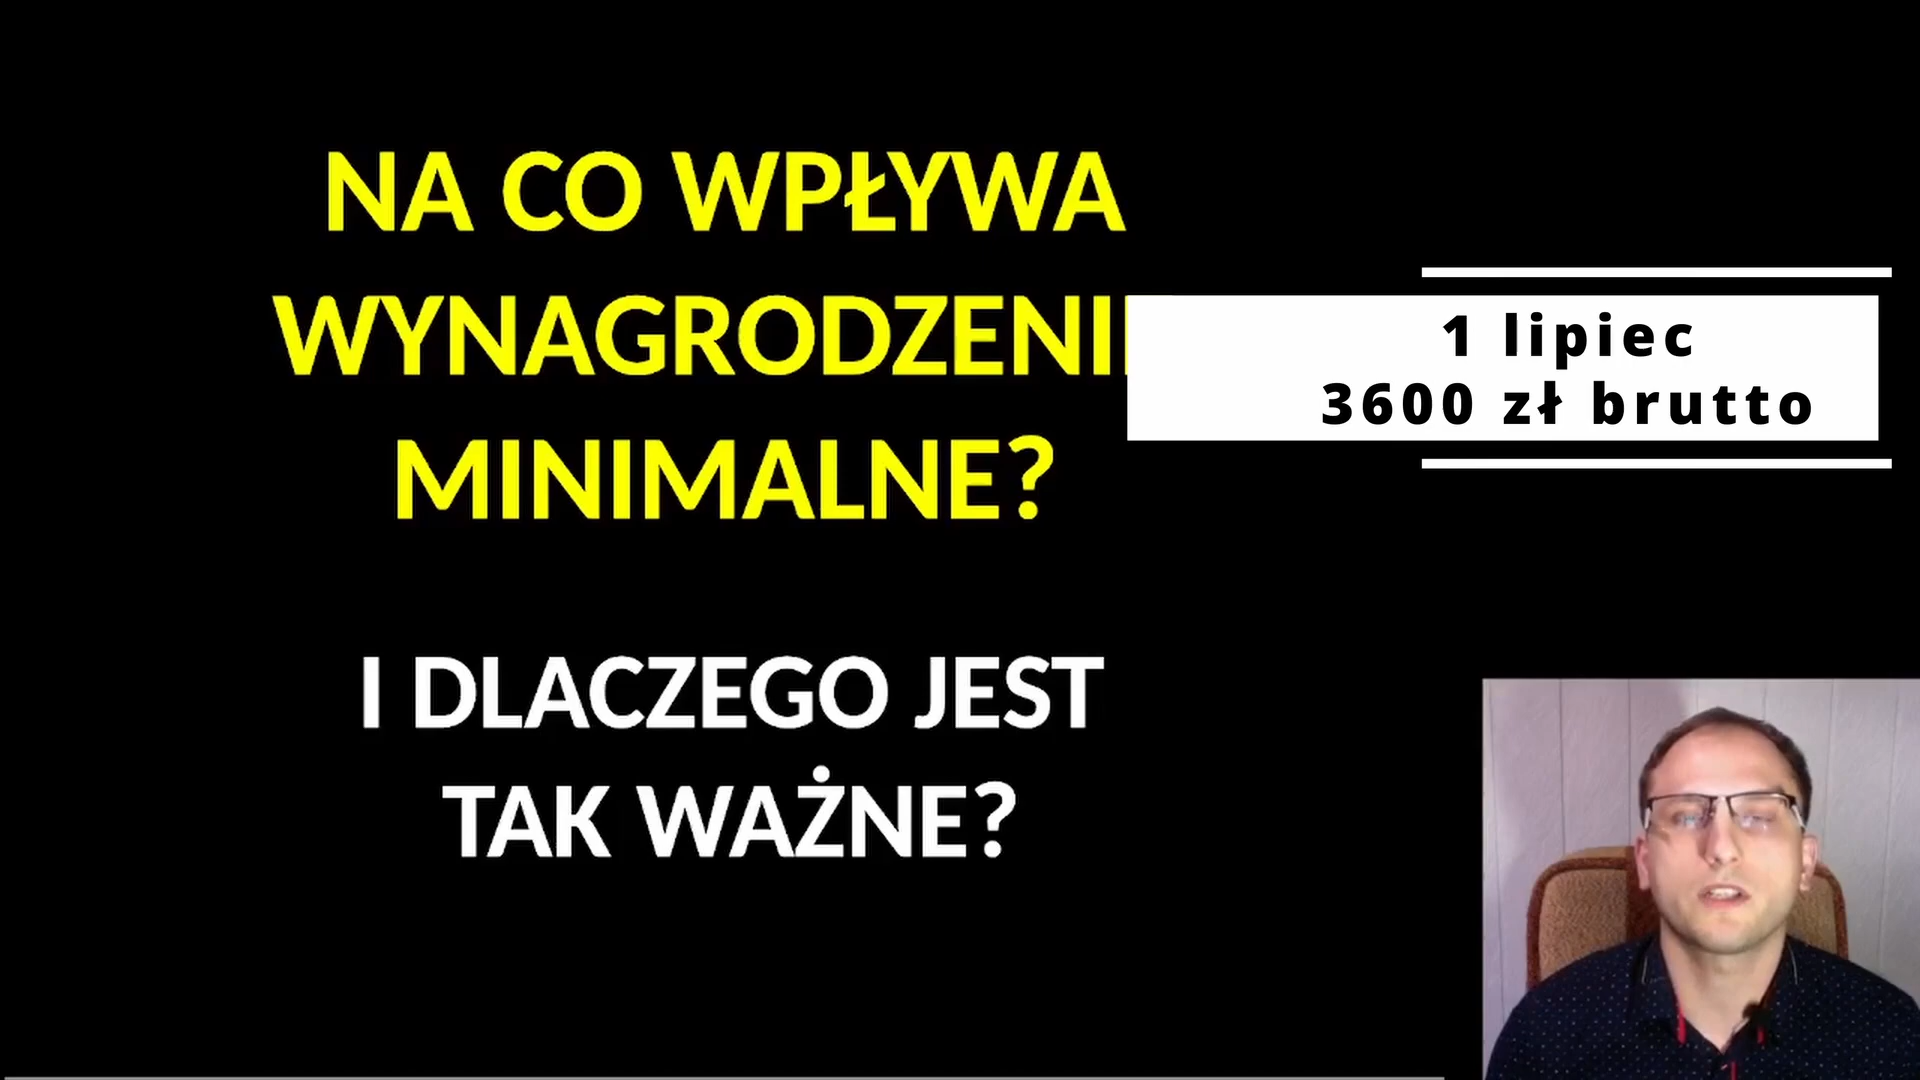 NA CO WPŁYWA
WYNAGRODZENI
MINIMALNE?
1 lipiec
3600 zł brutto
I DLACZEGO JEST
TAK WAŻNE?